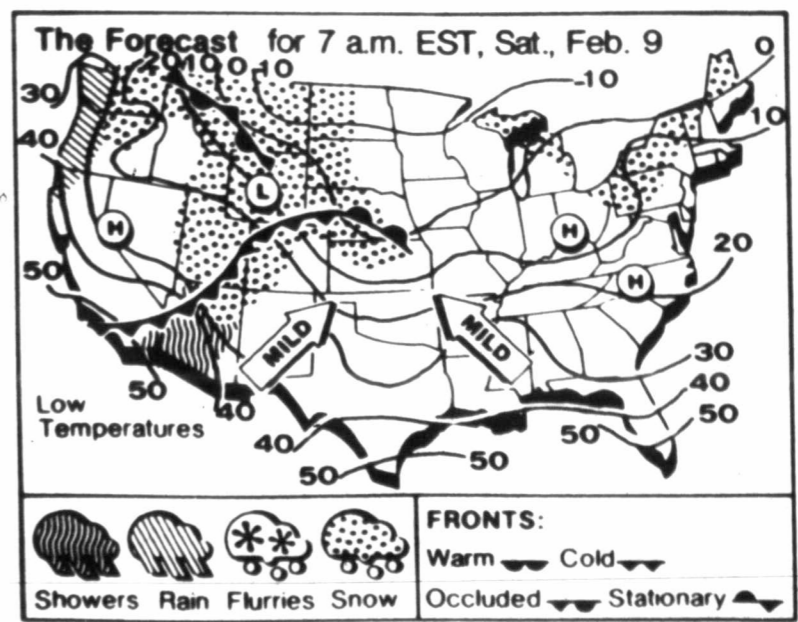 The Forecast for 7 a.m. EST, Sat., Feb. 9
20 10 0 -10
-10
0
30
10
40
L
H
H
50
20
H
MILD
MILD
30
50
40
40
Low
Temperatures
50
40
50
50
50
FRONTS:
Warm Cold
Showers Rain Flurries Snow
Occluded Stationary